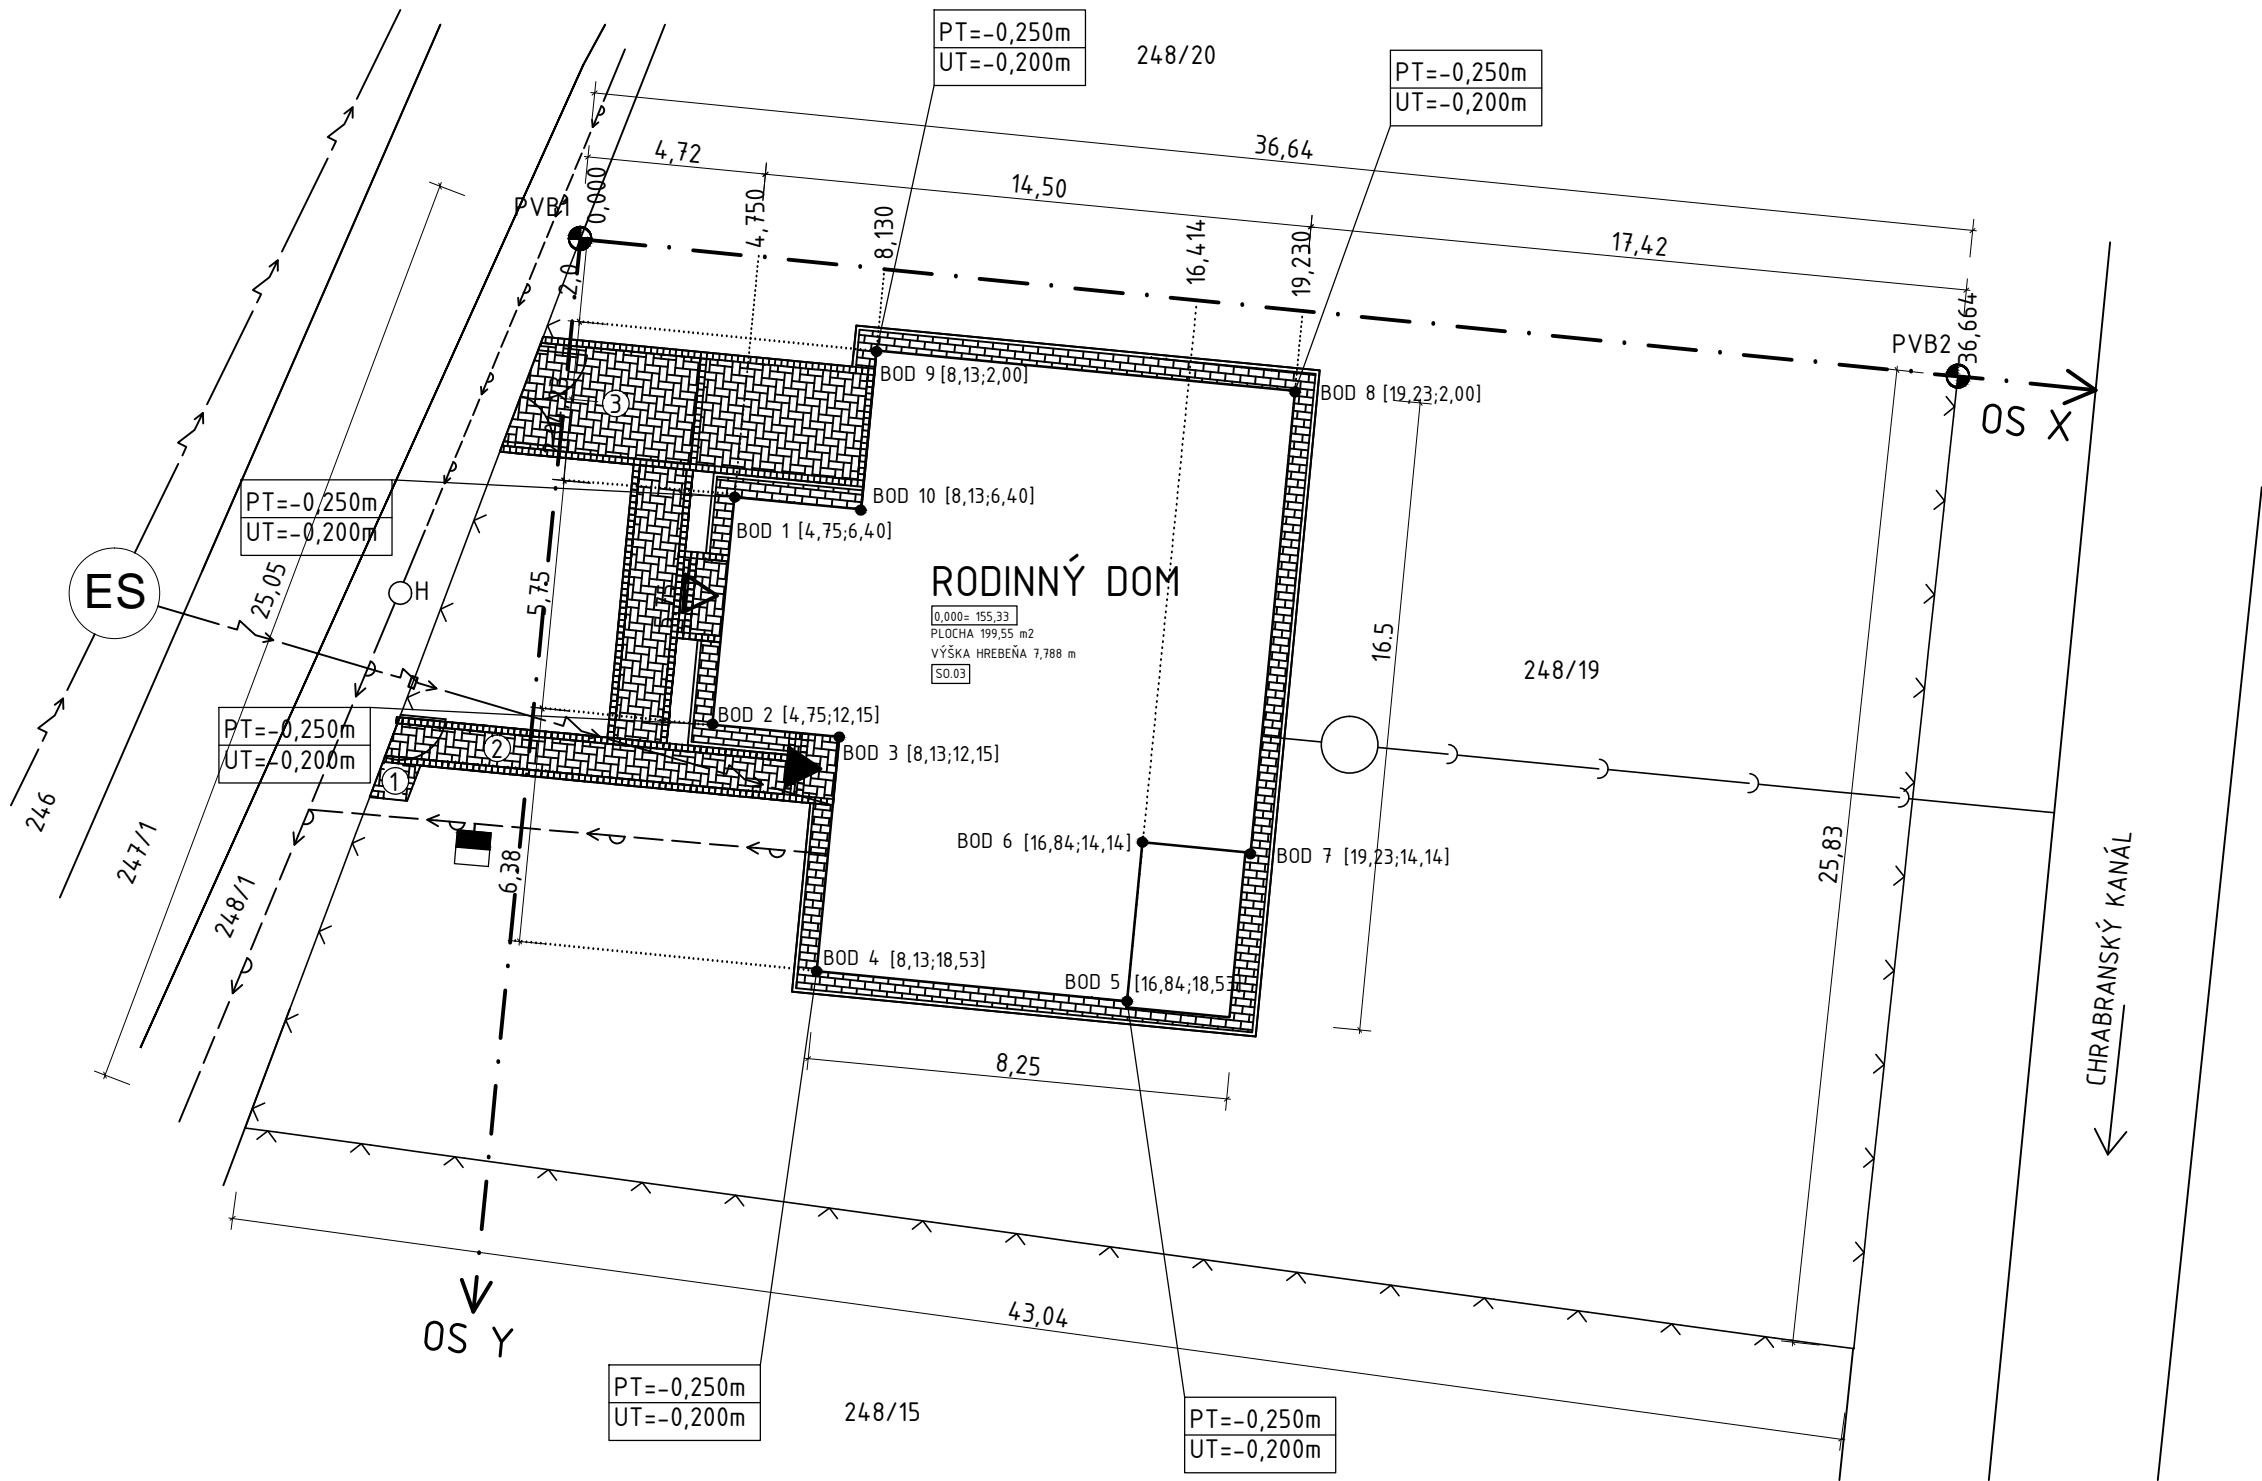 PT=-0,250m
UT=-0,200m
248/20
PT=-0,250m
UT=-0,200m
36,64
4,72
14,50
17,42
PVB1
0,000
4,750
8,130
16,414
19,230
36,664
2,0
PVB2
OS X
BOD 9 [8,13;2,00]
BOD 8 [19,23;2,00]
3
PT=-0,250m
UT=-0,200m
BOD 10 [8,13;6,40]
BOD 1 [4,75;6,40]
ES
25,05
H
5,75
RODINNÝ DOM
0,000= 155,33
PLOCHA 199,55 m2
VÝŠKA HREBEŇA 7,788 m
SO.03
16.5
248/19
PT=-0,250m
UT=-0,200m
BOD 2 [4,75;12,15]
BOD 3 [8,13;12,15]
2
1
246
247/1
248/1
6,38
BOD 6 [16,84;14,14]
BOD 7 [19,23;14,14]
25,83
CHRABRANSKÝ KANÁL
BOD 4 [8,13;18,53]
BOD 5 [16,84;18,53]
8,25
43,04
OS Y
PT=-0,250m
UT=-0,200m
248/15
PT=-0,250m
UT=-0,200m